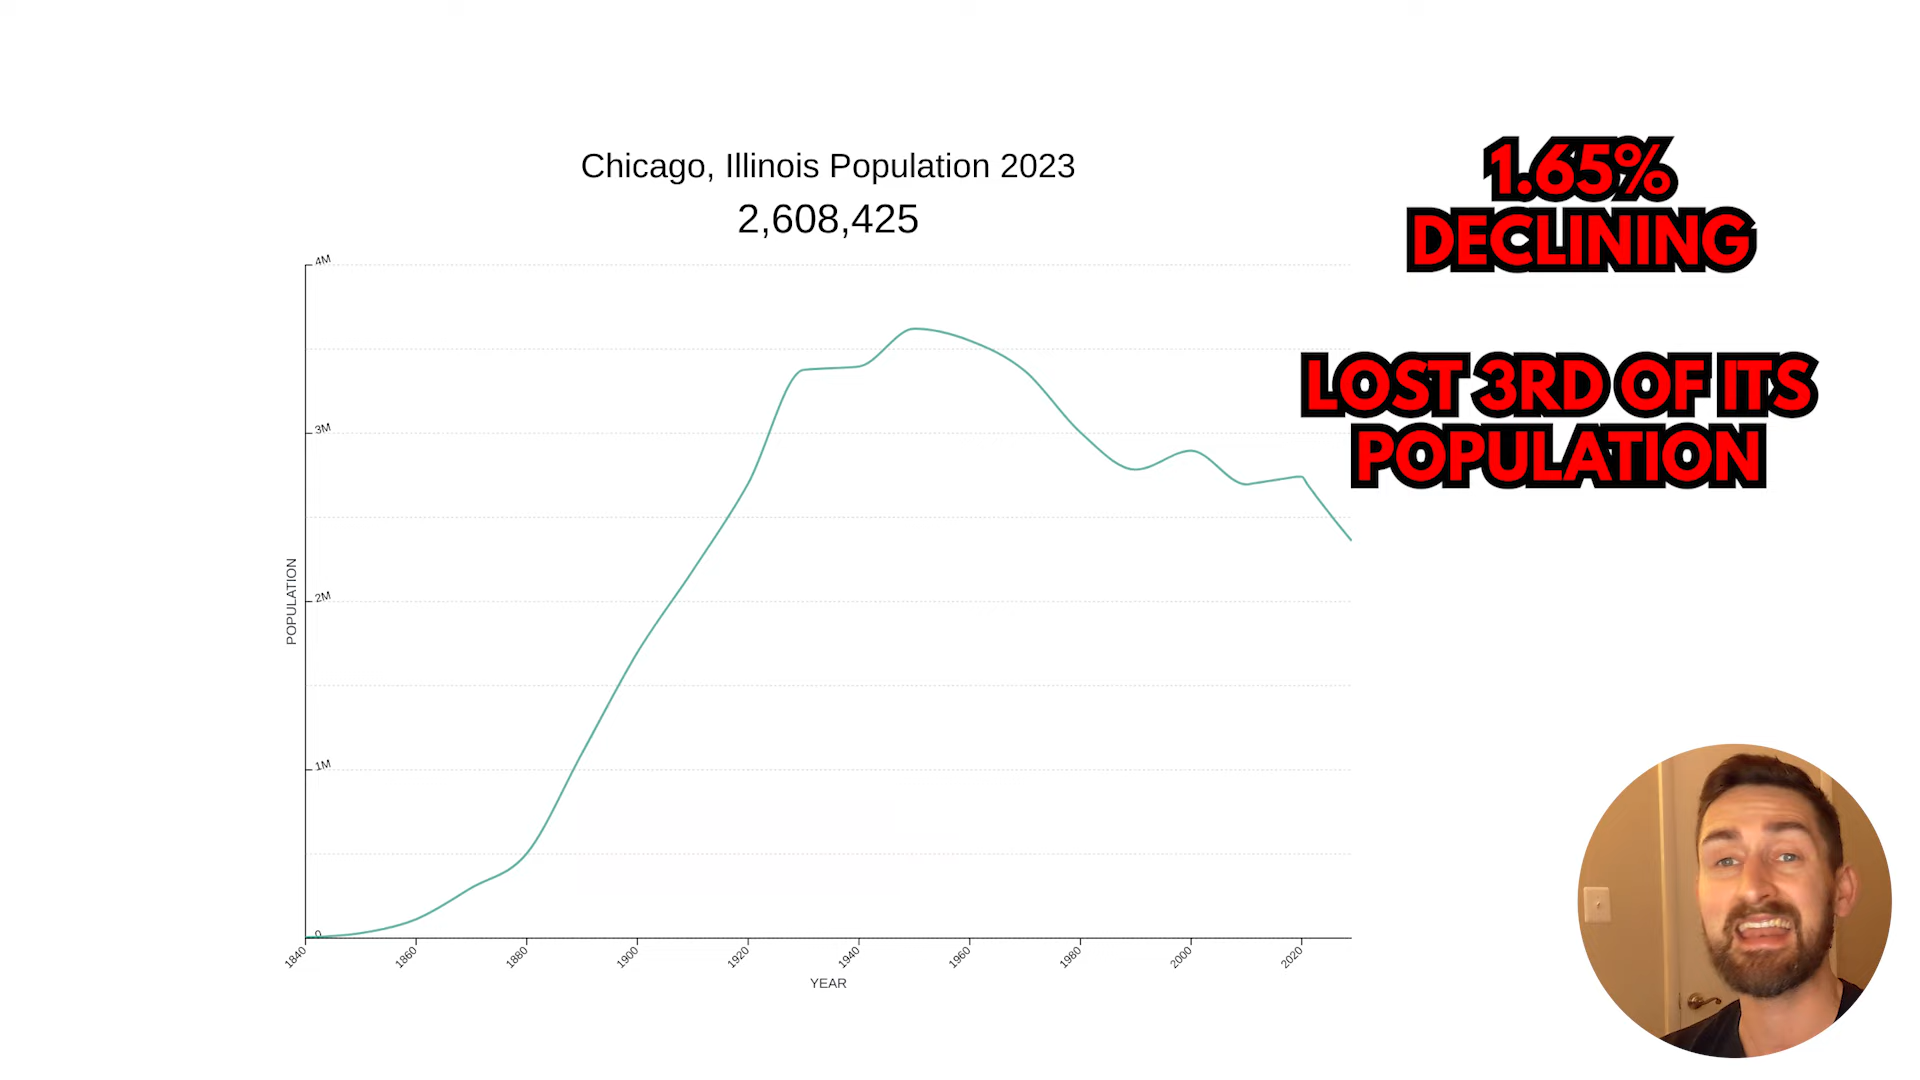 Chicago, Illinois Population 2023
2,608,425
1.65%
DECLINING
LOST 3RD OF ITS
POPULATION
4M
3M
2M
1M
0
POPULATION
1840
1860
1880
1900
1920
1940
1960
1980
2000
2020
YEAR